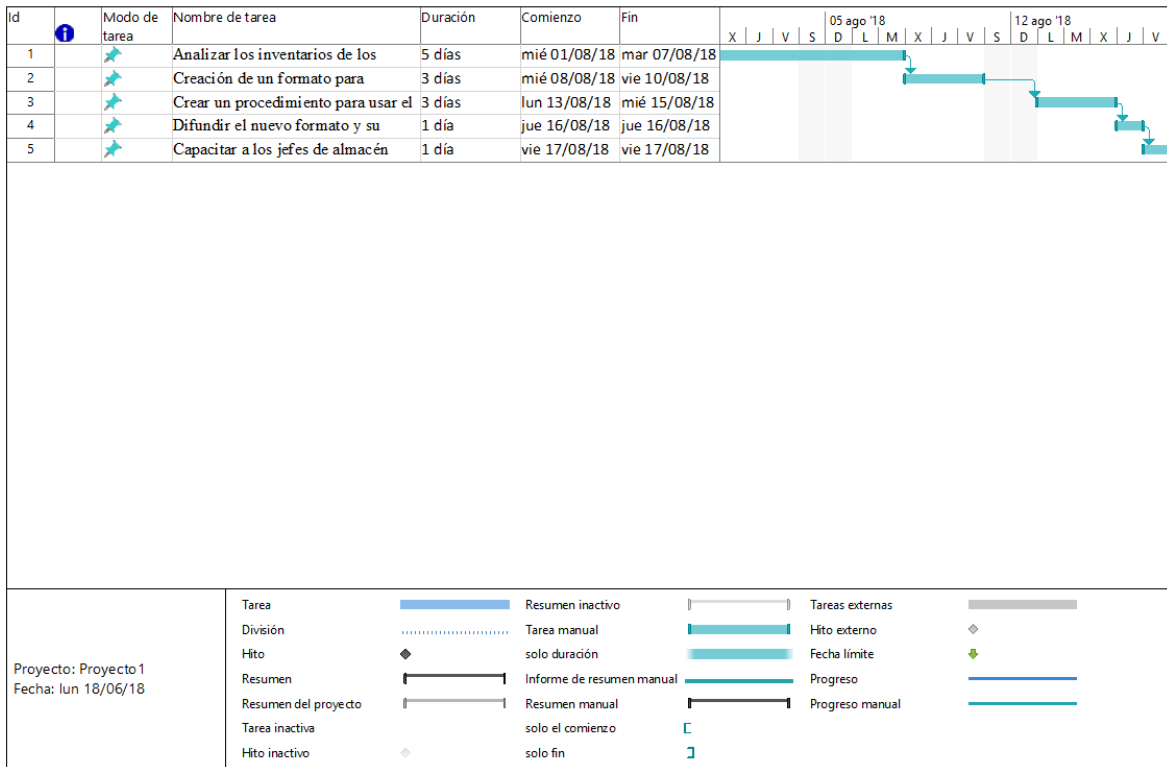 Id Modo de tarea Nombre de tarea Duración Comienzo Fin 05 ago '18 12 ago '18
X J V S D L M X J V S D L M X J V
1 Analizar los inventarios de los 5 días mié 01/08/18 mar 07/08/18
2 Creación de un formato para 3 días mié 08/08/18 vie 10/08/18
3 Crear un procedimiento para usar el 3 días lun 13/08/18 mié 15/08/18
4 Difundir el nuevo formato y su 1 día jue 16/08/18 jue 16/08/18
5 Capacitar a los jefes de almacén 1 día vie 17/08/18 vie 17/08/18
Proyecto: Proyecto1
Fecha: lun 18/06/18
Tarea
División
Hito
Resumen
Resumen del proyecto
Tarea inactiva
Hito inactivo
Resumen inactivo
Tarea manual
solo duración
Informe de resumen manual
Resumen manual
solo el comienzo
solo fin
Tareas externas
Hito externo
Fecha límite
Progreso
Progreso manual